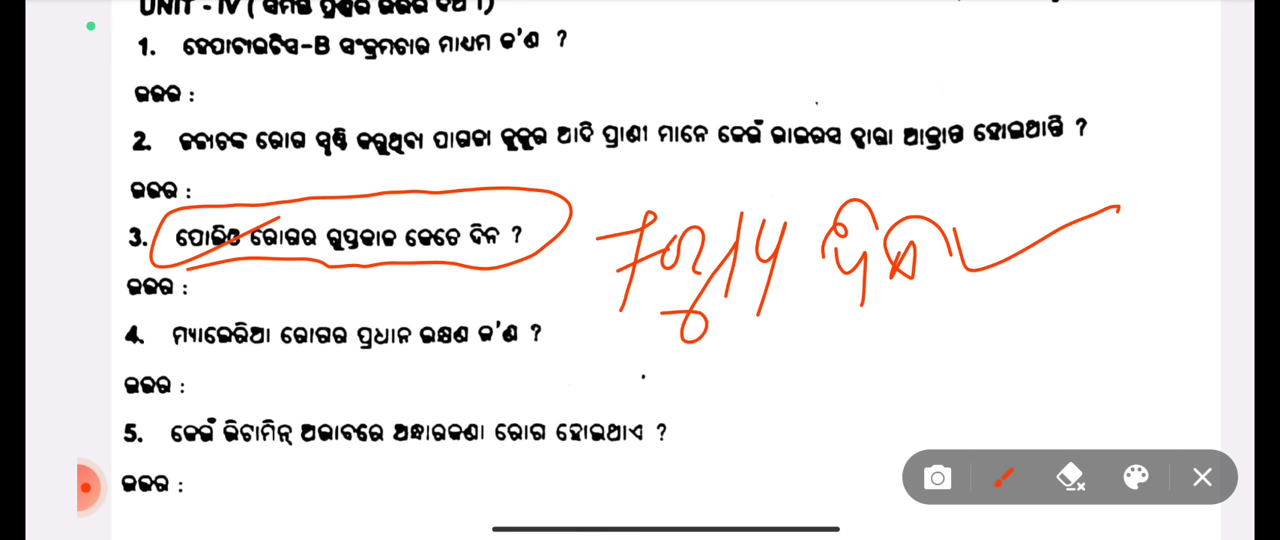 UNIT - IV ( ସମସ୍ତ ପ୍ରଶ୍ନର ଉତ୍ତର ଦିଅ ।)
1. ହେପାଟାଇଟିସ-B ସଂକ୍ରମଣର ମାଧ୍ୟମ କ'ଣ ?
ଉତ୍ତର :
2. ଜଳାତଙ୍କ ରୋଗ ସୃଷ୍ଟି କରୁଥିବା ପାଗଳା କୁକୁର ଆଦି ପ୍ରାଣୀ ମାନେ କେଉଁ ଭାଇରସ ଦ୍ୱାରା ଆକ୍ରାନ୍ତ ହୋଇଥାନ୍ତି ?
ଉତ୍ତର :
3. ପୋଲିଓ ରୋଗର ଗୁପ୍ତକାଳ କେତେ ଦିନ ?
ଉତ୍ତର :
4. ମ୍ୟାଲେରିଆ ରୋଗର ପ୍ରଧାନ ଲକ୍ଷଣ କ'ଣ ?
ଉତ୍ତର :
5. କେଉଁ ଭିଟାମିନ୍ ଅଭାବରେ ଅନ୍ଧାରକଣା ରୋଗ ହୋଇଥାଏ ?
ଉତ୍ତର :